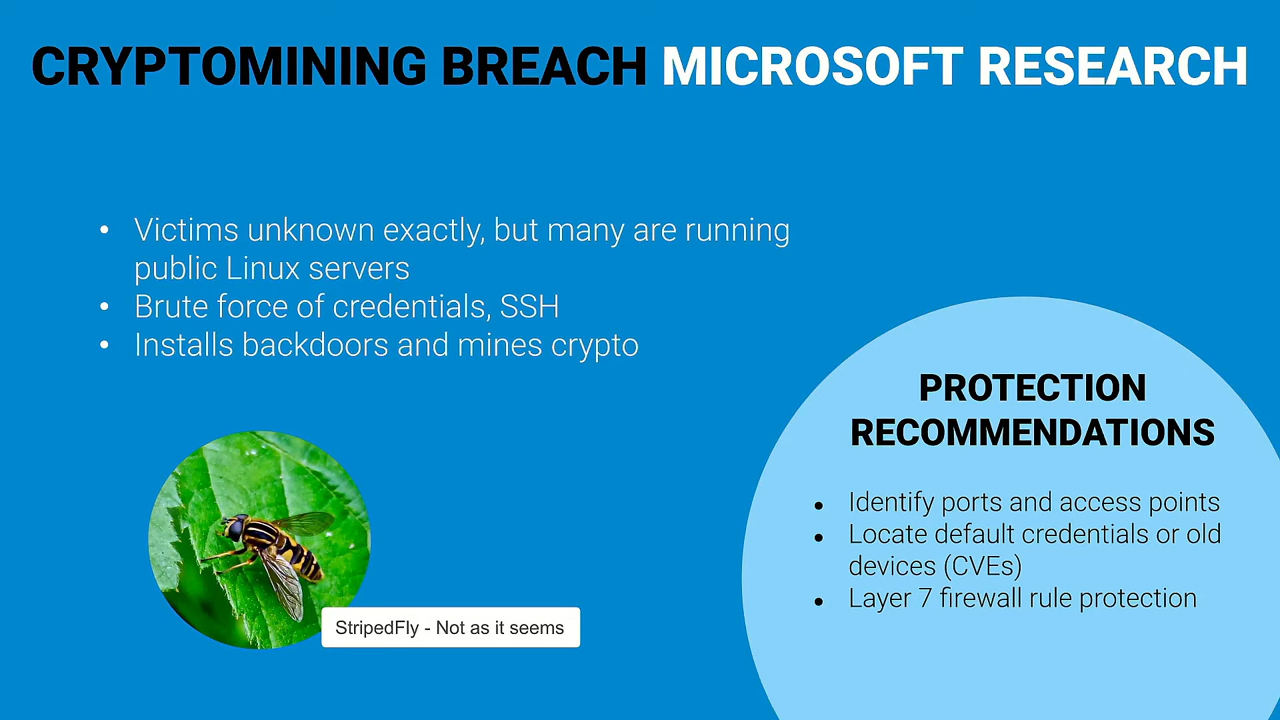 CRYPTOMINING BREACH MICROSOFT RESEARCH
• Victims unknown exactly, but many are running
public Linux servers
• Brute force of credentials, SSH
• Installs backdoors and mines crypto
StripedFly - Not as it seems
PROTECTION
RECOMMENDATIONS
• Identify ports and access points
• Locate default credentials or old
devices (CVEs)
• Layer 7 firewall rule protection